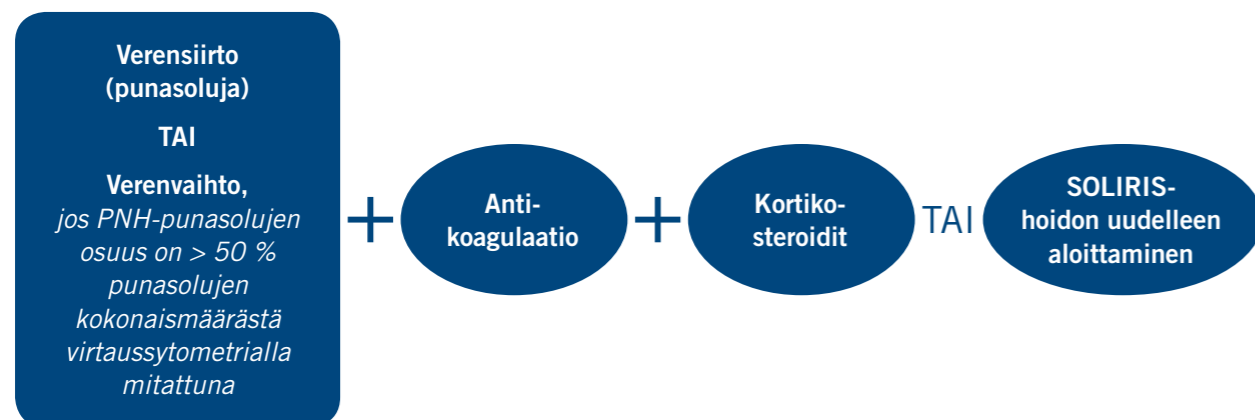 Verensiirto
(punasoluja)
TAI
Verenvaihto,
jos PNH-punasolujen
osuus on > 50 %
punasolujen
kokonaismäärästä
virtaussytometrialla
mitattuna
+
Anti-
koagulaatio
+
Kortiko-
steroidit
TAI
SOLIRIS-
hoidon uudelleen
aloittaminen